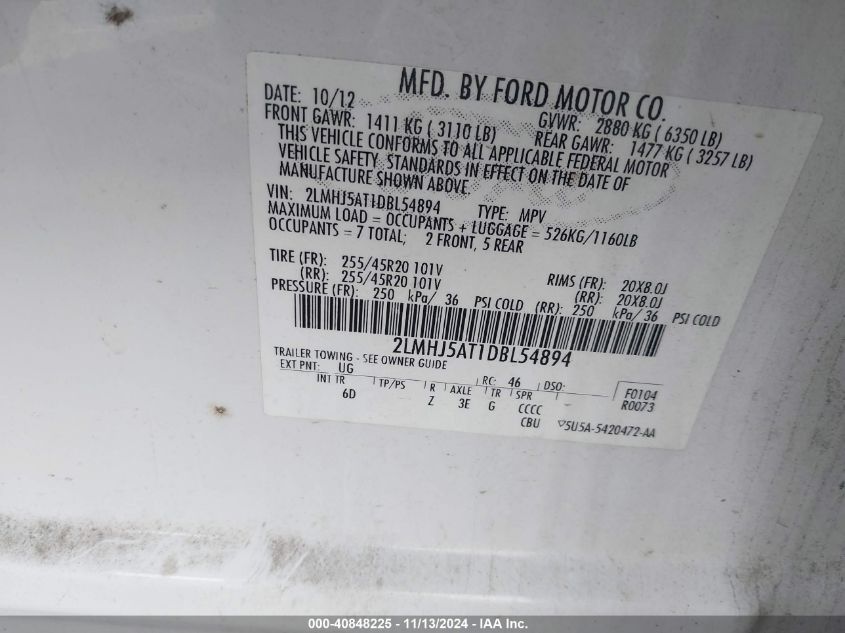 MFD. BY FORD MOTOR CO.
DATE: 10/12 GVWR: 2880 KG ( 6350 LB)
FRONT GAWR: 1411 KG ( 3110 LB) REAR GAWR: 1477 KG ( 3257 LB)
THIS VEHICLE CONFORMS TO ALL APPLICABLE FEDERAL MOTOR
VEHICLE SAFETY STANDARDS IN EFFECT ON THE DATE OF
MANUFACTURE SHOWN ABOVE.
VIN: 2LMHJ5AT1DBL54894 TYPE: MPV
MAXIMUM LOAD = OCCUPANTS + LUGGAGE = 526KG/1160LB
OCCUPANTS = 7 TOTAL; 2 FRONT, 5 REAR
TIRE (FR): 255/45R20 101V RIMS (FR): 20X8.0J
(RR): 255/45R20 101V (RR): 20X8.0J
PRESSURE (FR): 250 kPa/ 36 PSI COLD (RR): 250 kPa/ 36 PSI COLD
2LMHJ5AT1DBL54894
TRAILER TOWING - SEE OWNER GUIDE
EXT PNT: UG RC: 46 DSO: F0104
INT TR TP/PS R AXLE TR SPR R0073
6D Z 3E G CCCC
CBU ▽5U5A-5420472-AA
000-40848225 - 11/13/2024 - IAA Inc.